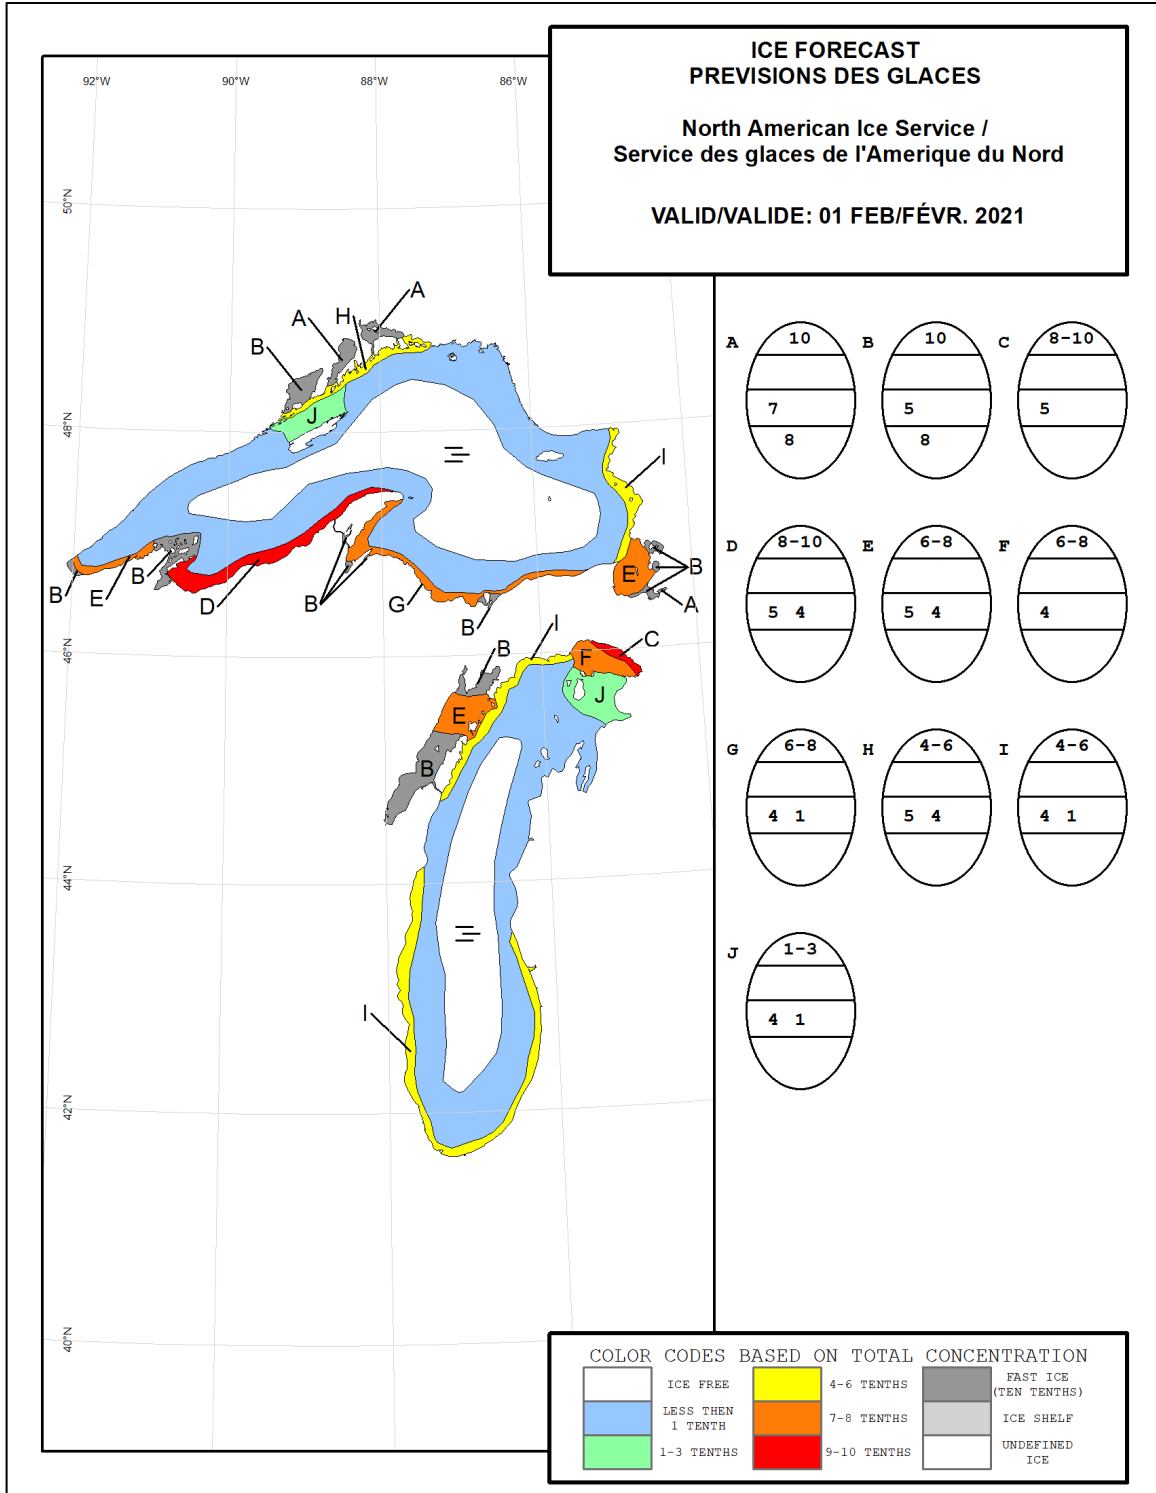 ICE FORECAST
PREVISIONS DES GLACES
North American Ice Service /
Service des glaces de l'Amerique du Nord
VALID/VALIDE: 01 FEB/FÉVR. 2021
92°W 90°W 88°W 86°W
50°N
48°N
46°N
44°N
42°N
40°N
A
A H
B
J
I
B E B D B G B E B A
I
B
C
F
J
E
B
I
A 10 B 10 C 8-10
7 5 5
8 8
D 8-10 E 6-8 F 6-8
5 4 5 4 4
G 6-8 H 4-6 I 4-6
4 1 5 4 4 1
J 1-3
4 1
COLOR CODES BASED ON TOTAL CONCENTRATION
ICE FREE
LESS THEN
1 TENTH
1-3 TENTHS
4-6 TENTHS
7-8 TENTHS
9-10 TENTHS
FAST ICE
(TEN TENTHS)
ICE SHELF
UNDEFINED
ICE